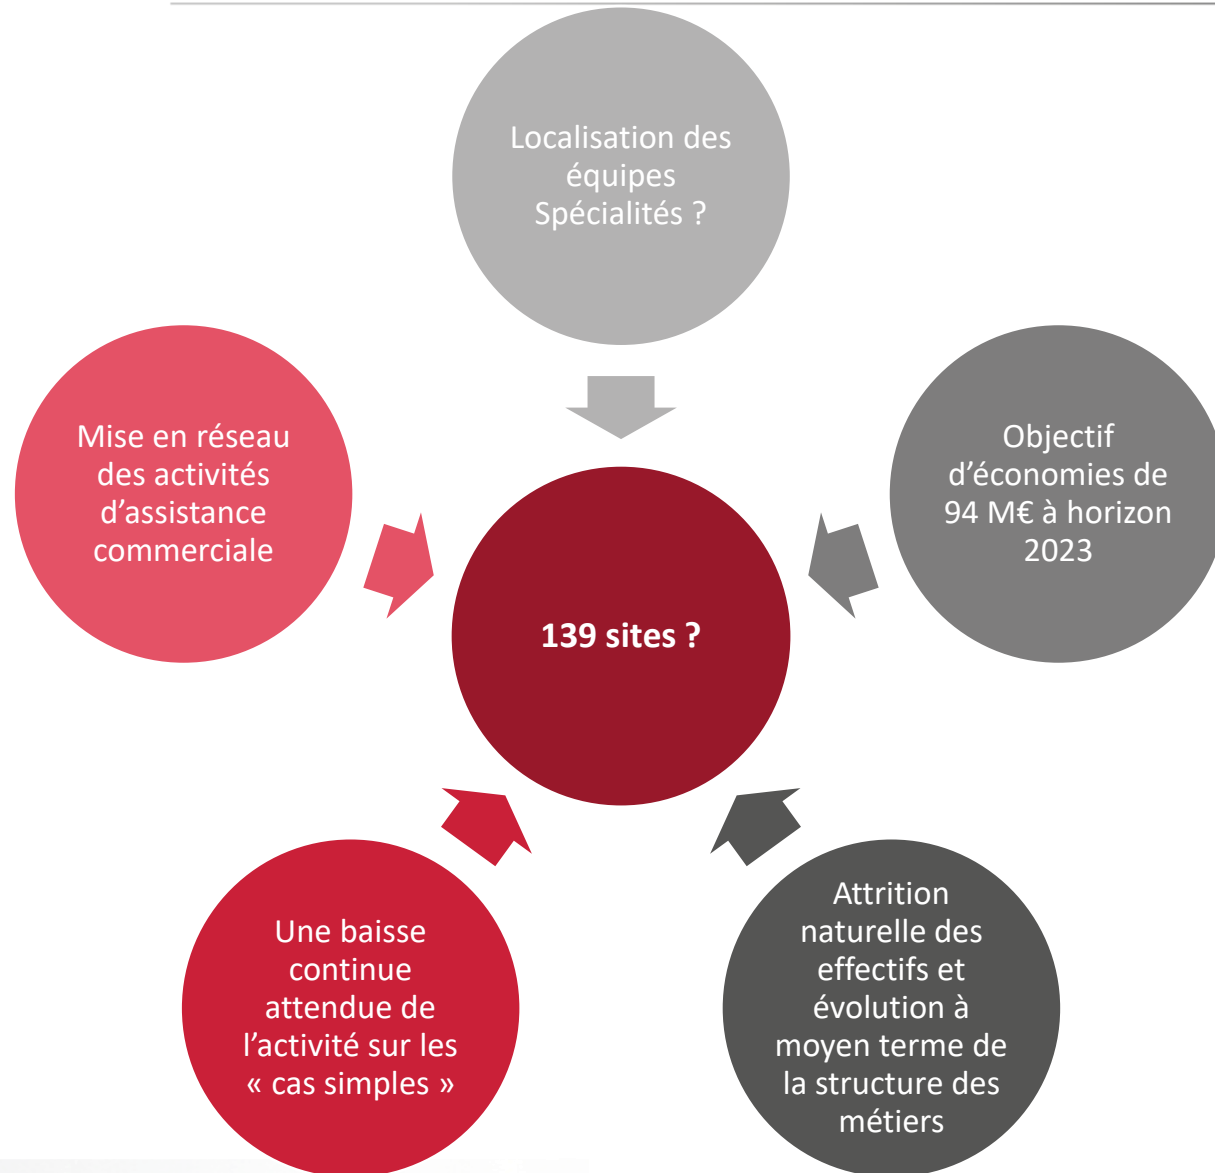 Localisation des
équipes
Spécialités ?
Mise en réseau
des activités
d’assistance
commerciale
Objectif
d’économies de
94 M€ à horizon
2023
139 sites ?
Une baisse
continue
attendue de
l’activité sur les
« cas simples »
Attrition
naturelle des
effectifs et
évolution à
moyen terme de
la structure des
métiers